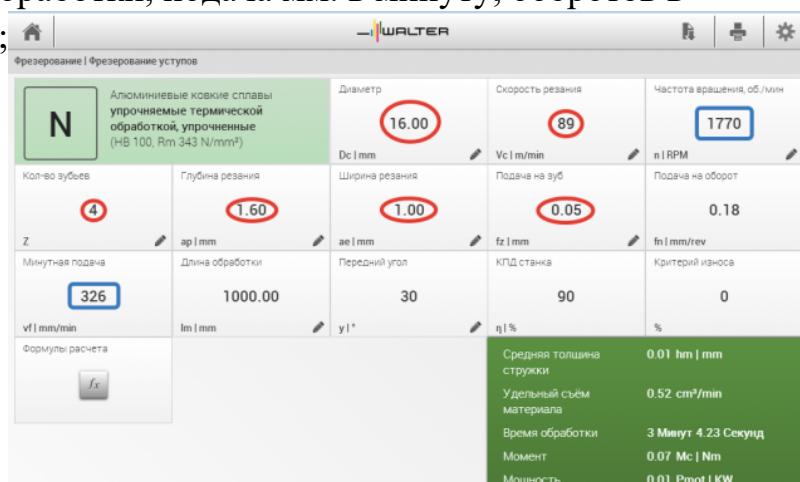 обработки, подача мм. в минуту, оборотов в
;
WALTER
Фрезерование | Фрезерование уступов
N
Алюминиевые ковкие сплавы
упрочняемые термической
обработкой, упрочненные
(HB 100, Rm 343 N/mm²)
Диаметр
16.00
Dc | mm
Скорость резания
89
Vc | m/min
Частота вращения, об./мин
1770
n | RPM
Кол-во зубьев
4
Z
Глубина резания
1.60
ap | mm
Ширина резания
1.00
ae | mm
Подача на зуб
0.05
fz | mm
Подача на оборот
0.18
fn | mm/rev
Минутная подача
326
vf | mm/min
Длина обработки
1000.00
lm | mm
Передний угол
30
γ | °
КПД станка
90
η | %
Критерий износа
0
%
Формулы расчета
fx
Средняя толщина
стружки
0.01 hm | mm
Удельный съём
материала
0.52 cm³/min
Время обработки
3 Минут 4.23 Секунд
Момент
0.07 Mc | Nm
Мощность
0.01 Pmot | KW